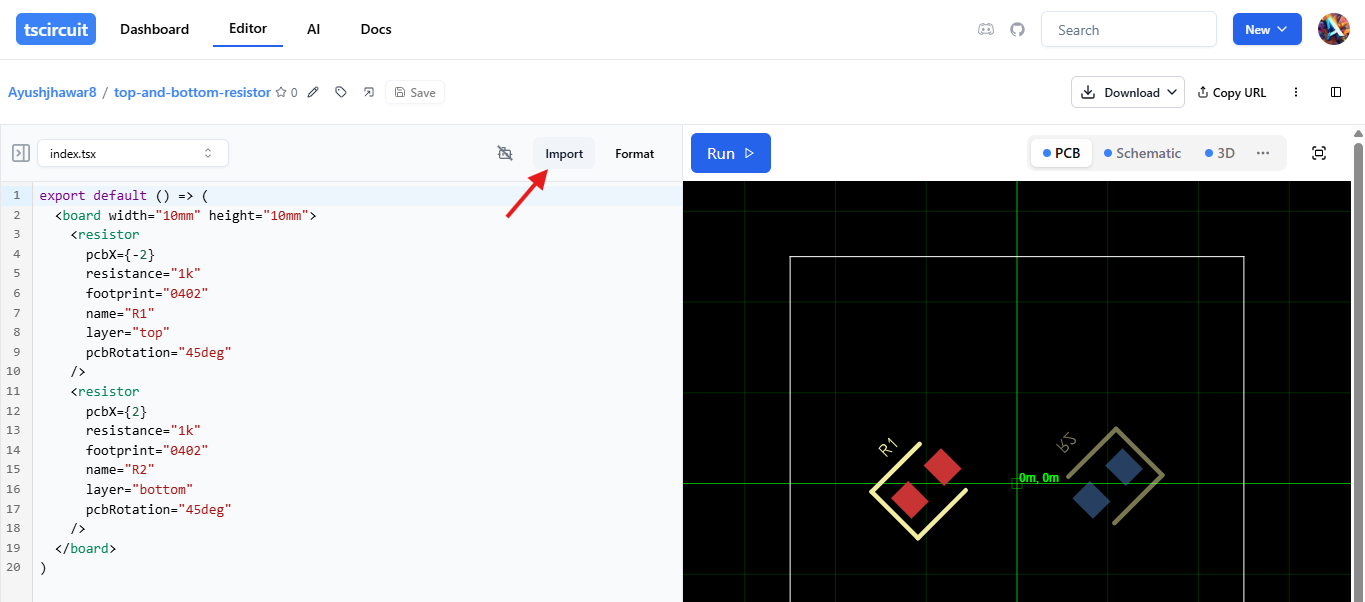 tscircuit Dashboard Editor AI Docs Search New
Ayushjhawar8 / top-and-bottom-resistor 0 Save Download Copy URL
index.tsx Import Format Run PCB Schematic 3D
1 export default () => (
2 <board width="10mm" height="10mm">
3 <resistor
4 pcbX={-2}
5 resistance="1k"
6 footprint="0402"
7 name="R1"
8 layer="top"
9 pcbRotation="45deg"
10 />
11 <resistor
12 pcbX={2}
13 resistance="1k"
14 footprint="0402"
15 name="R2"
16 layer="bottom"
17 pcbRotation="45deg"
18 />
19 </board>
20 )
R1
R2
0m, 0m